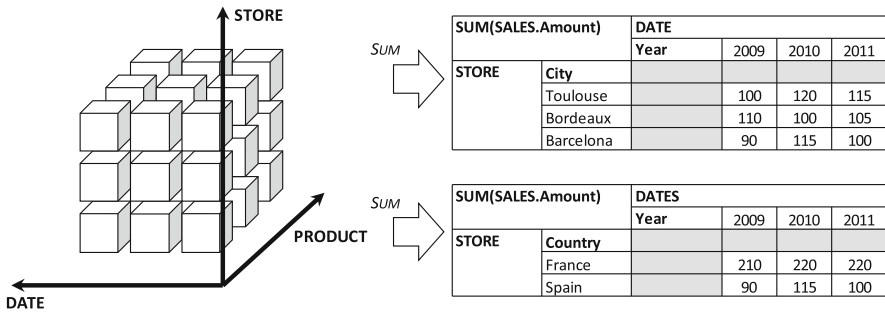 STORE
PRODUCT
DATE
SUM
SUM(SALES.Amount) DATE
Year 2009 2010 2011
STORE City
Toulouse 100 120 115
Bordeaux 110 100 105
Barcelona 90 115 100
SUM
SUM(SALES.Amount) DATES
Year 2009 2010 2011
STORE Country
France 210 220 220
Spain 90 115 100